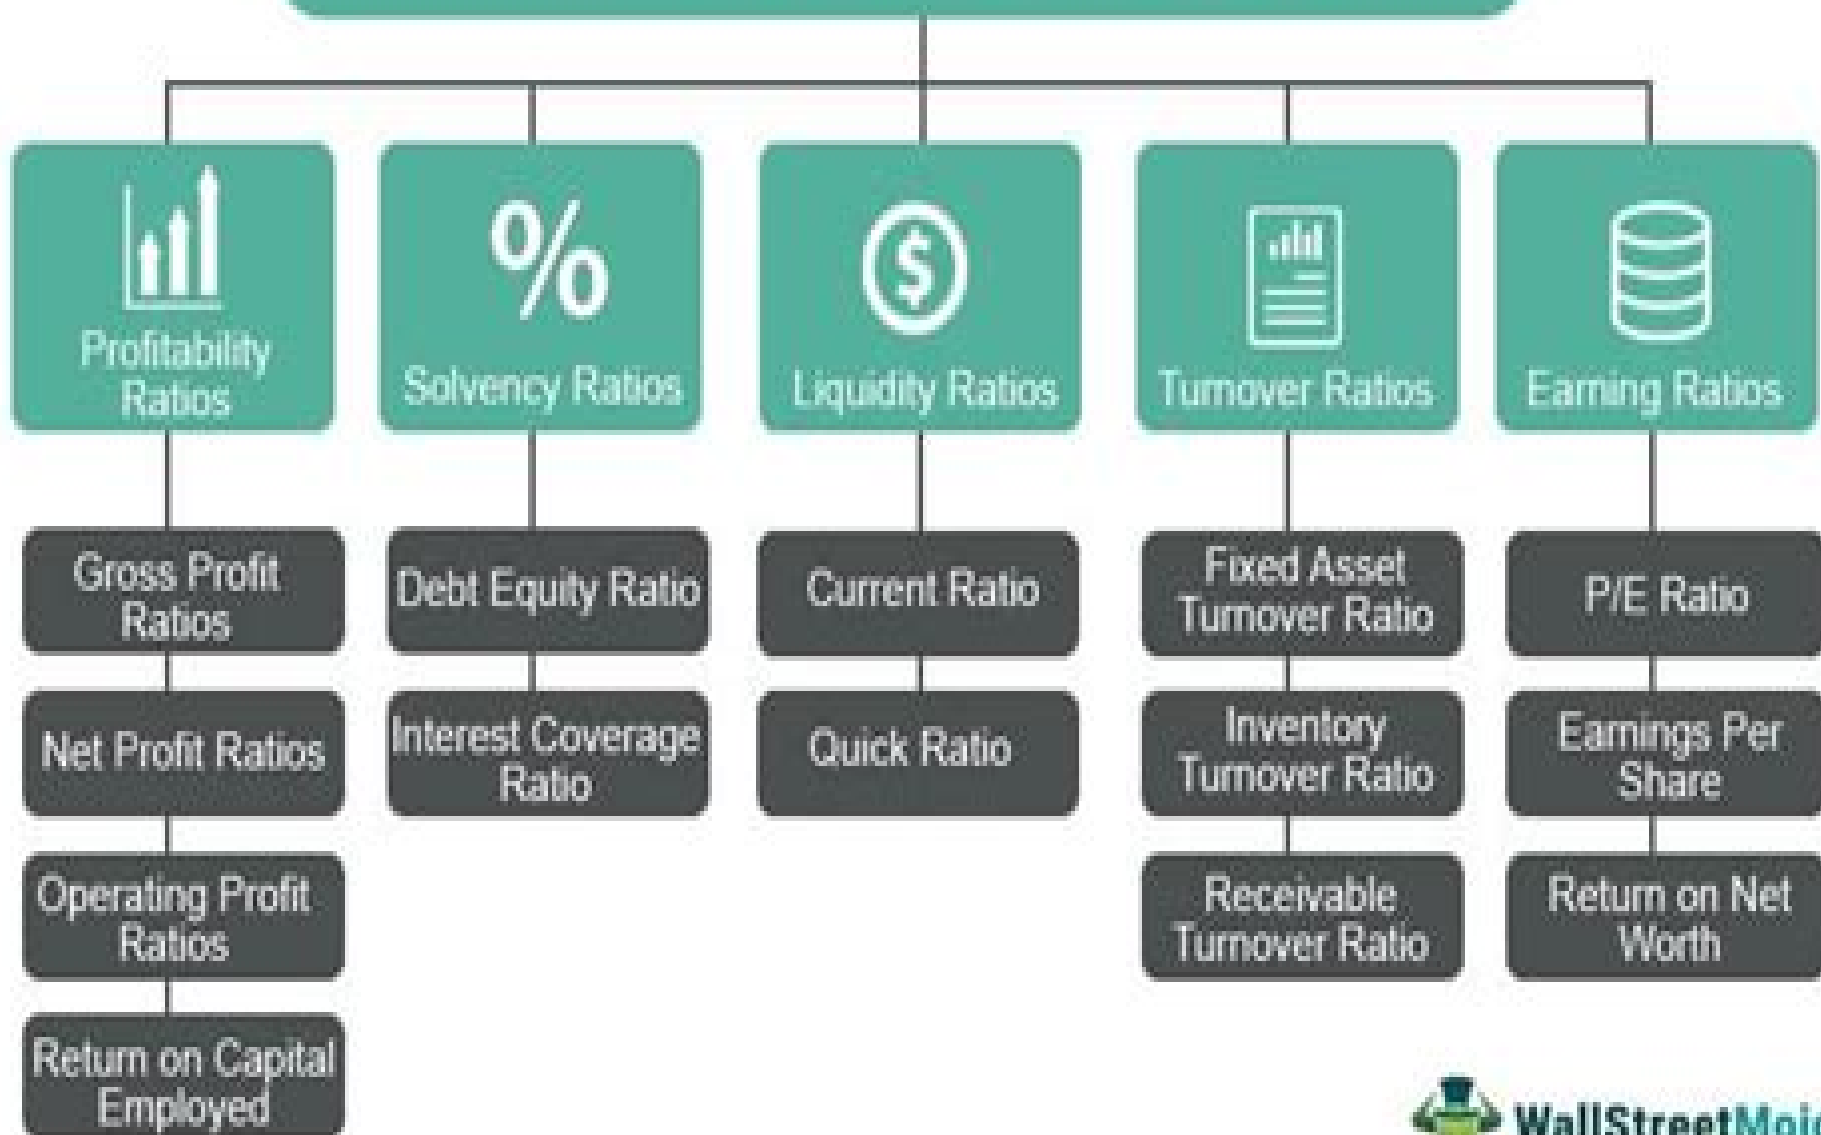 Profitability
Ratios
Solvency Ratios
Liquidity Ratios
Turnover Ratios
Earning Ratios
Gross Profit
Ratios
Debt Equity Ratio
Current Ratio
Fixed Asset
Turnover Ratio
P/E Ratio
Net Profit Ratios
Interest Coverage
Ratio
Quick Ratio
Inventory
Turnover Ratio
Earnings Per
Share
Operating Profit
Ratios
Receivable
Turnover Ratio
Return on Net
Worth
Return on Capital
Employed